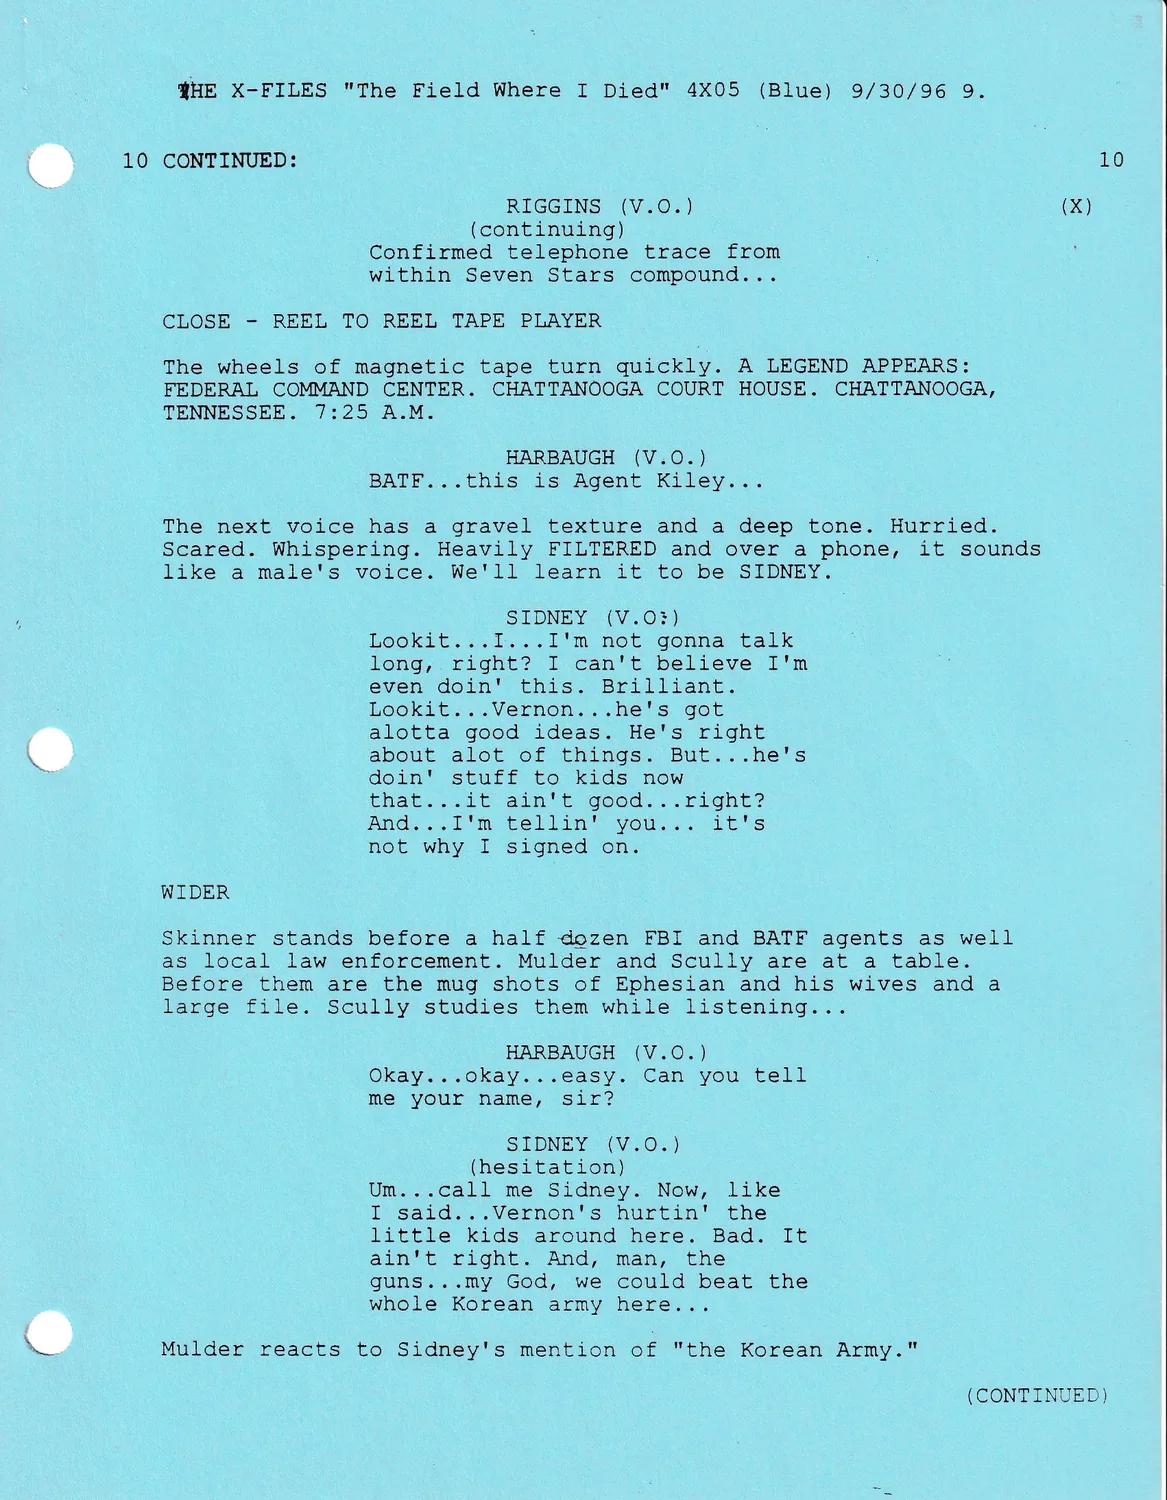 THE X-FILES "The Field Where I Died" 4X05 (Blue) 9/30/96 9.
10 CONTINUED: 10
RIGGINS (V.O.) (X)
(continuing)
Confirmed telephone trace from
within Seven Stars compound...
CLOSE - REEL TO REEL TAPE PLAYER
The wheels of magnetic tape turn quickly. A LEGEND APPEARS:
FEDERAL COMMAND CENTER. CHATTANOOGA COURT HOUSE. CHATTANOOGA,
TENNESSEE. 7:25 A.M.
HARBAUGH (V.O.)
BATF...this is Agent Kiley...
The next voice has a gravel texture and a deep tone. Hurried.
Scared. Whispering. Heavily FILTERED and over a phone, it sounds
like a male's voice. We'll learn it to be SIDNEY.
SIDNEY (V.O.)
Lookit...I...I'm not gonna talk
long, right? I can't believe I'm
even doin' this. Brilliant.
Lookit...Vernon...he's got
alotta good ideas. He's right
about alot of things. But...he's
doin' stuff to kids now
that...it ain't good...right?
And...I'm tellin' you... it's
not why I signed on.
WIDER
Skinner stands before a half dozen FBI and BATF agents as well
as local law enforcement. Mulder and Scully are at a table.
Before them are the mug shots of Ephesian and his wives and a
large file. Scully studies them while listening...
HARBAUGH (V.O.)
Okay...okay...easy. Can you tell
me your name, sir?
SIDNEY (V.O.)
(hesitation)
Um...call me Sidney. Now, like
I said...Vernon's hurtin' the
little kids around here. Bad. It
ain't right. And, man, the
guns...my God, we could beat the
whole Korean army here...
Mulder reacts to Sidney's mention of "the Korean Army."
(CONTINUED)